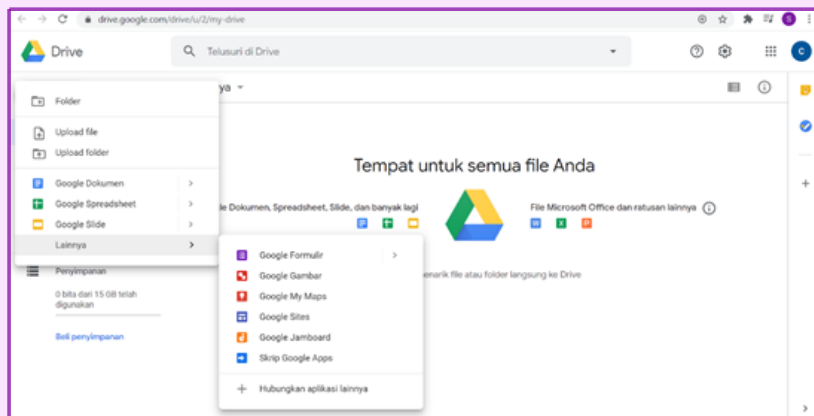 drive.google.com/drive/u/2/my-drive
S
Drive
Telusuri di Drive
C
ya
Folder
Upload file
Upload folder
Google Dokumen
Google Spreadsheet
Google Slide
Lainnya
Tempat untuk semua file Anda
le Dokumen, Spreadsheet, Slide, dan banyak lagi
File Microsoft Office dan ratusan lainnya
W X P
enarik file atau folder langsung ke Drive
Penyimpanan
0 bita dari 15 GB telah
digunakan
Beli penyimpanan
Google Formulir
Google Gambar
Google My Maps
Google Sites
Google Jamboard
Skrip Google Apps
Hubungkan aplikasi lainnya